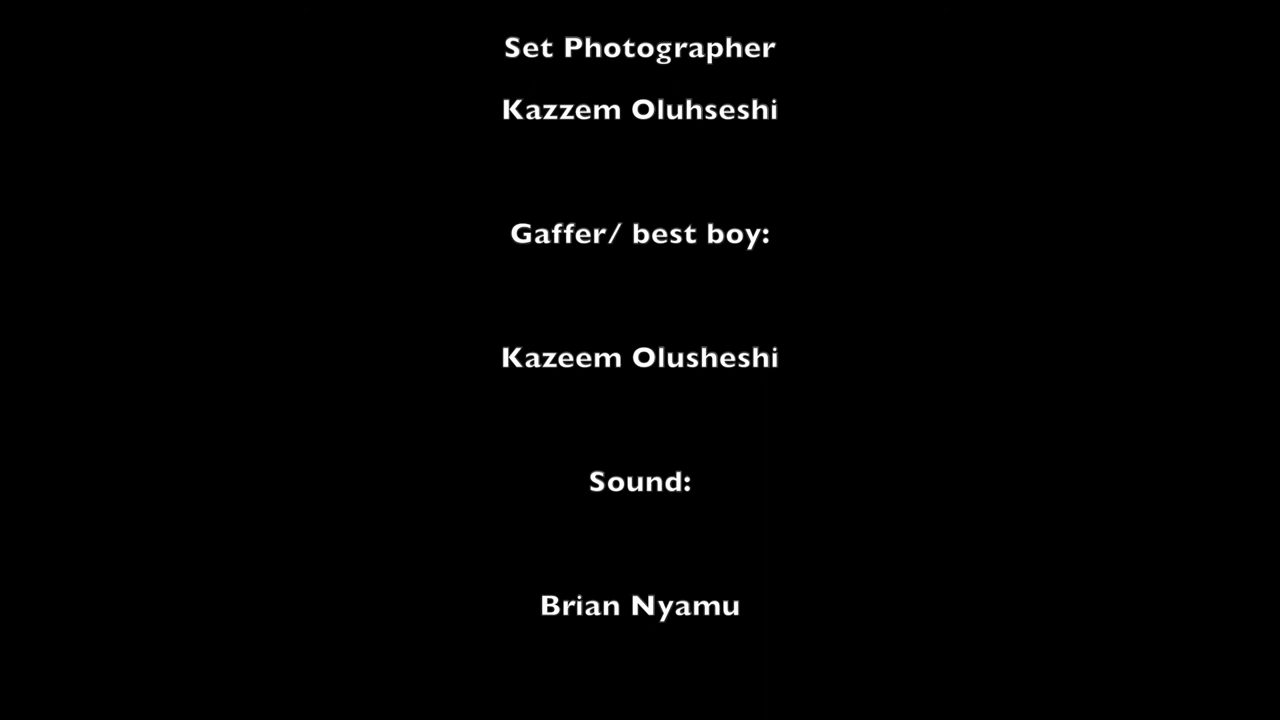 Set Photographer
Kazzem Oluhseshi
Gaffer/ best boy:
Kazeem Olusheshi
Sound:
Brian Nyamu